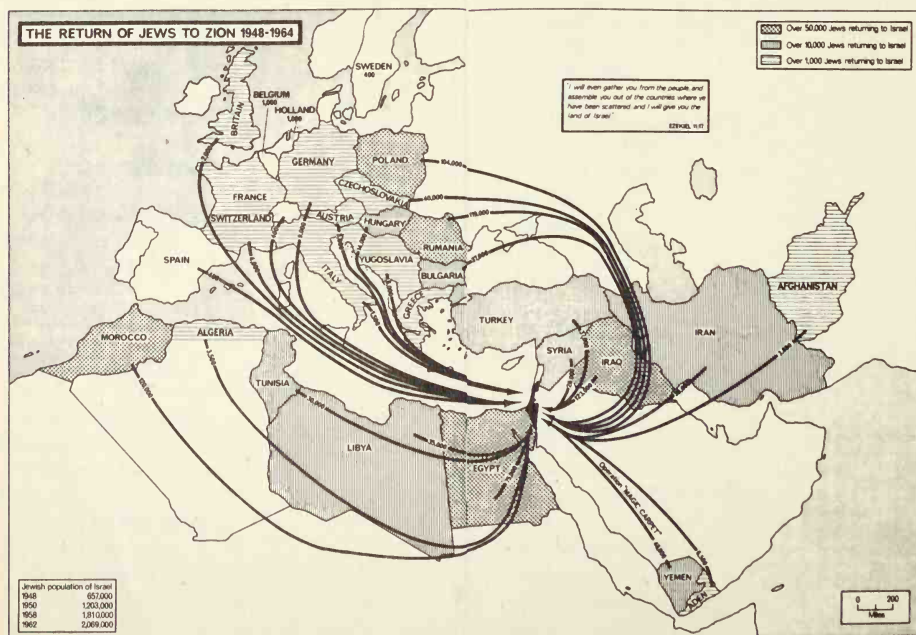 THE RETURN OF JEWS TO ZION 1948-1964
Over 50,000 Jews returning to Israel
Over 10,000 Jews returning to Israel
Over 1,000 Jews returning to Israel
"I will even gather you from the people, and
assemble you out of the countries where ye
have been scattered, and I will give you the
land of Israel."
EZEKIEL 11:17
SWEDEN
400
BELGIUM
1,000
HOLLAND
1,000
BRITAIN
GERMANY
POLAND
104,000
CZECHOSLOVAKIA
FRANCE
SWITZERLAND
AUSTRIA
HUNGARY
RUMANIA
YUGOSLAVIA
BULGARIA
ITALY
SPAIN
GREECE
TURKEY
AFGHANISTAN
IRAN
SYRIA
IRAQ
MOROCCO
ALGERIA
TUNISIA
LIBYA
EGYPT
Operation "MAGIC CARPET"
YEMEN
ADEN
Jewish population of Israel
1948 657,000
1950 1,203,000
1958 1,810,000
1962 2,069,000
0 200
Miles